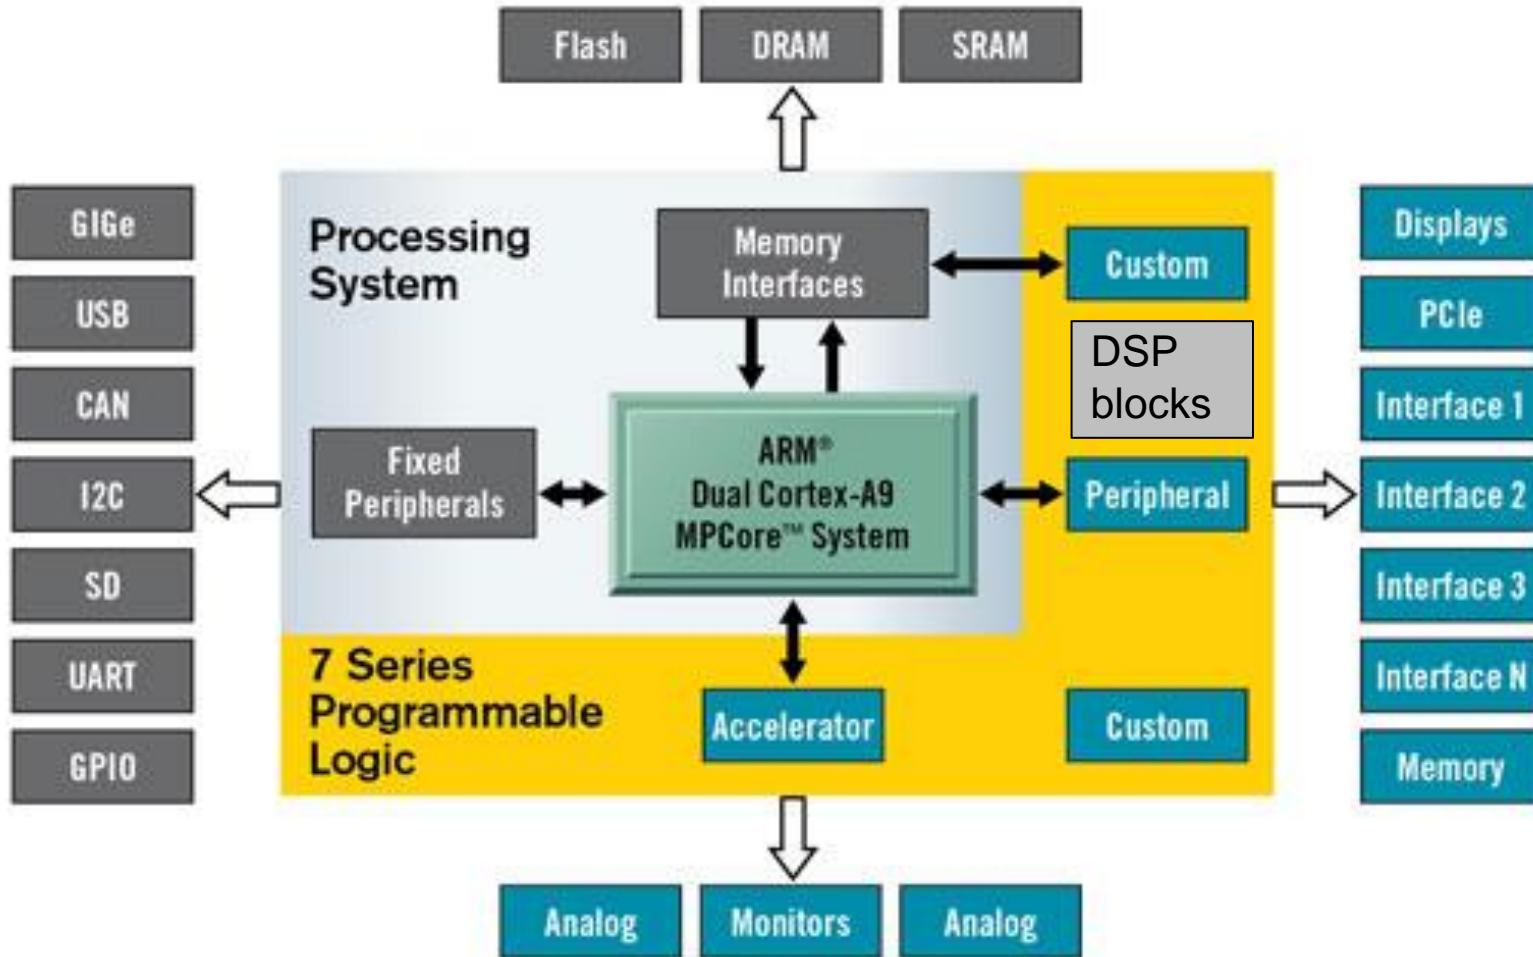 Flash
DRAM
SRAM
GIGe
USB
CAN
I2C
SD
UART
GPIO
Processing
System
Memory
Interfaces
Fixed
Peripherals
ARM®
Dual Cortex-A9
MPCore™ System
7 Series
Programmable
Logic
Accelerator
Custom
DSP
blocks
Peripheral
Custom
Displays
PCIe
Interface 1
Interface 2
Interface 3
Interface N
Memory
Analog
Monitors
Analog